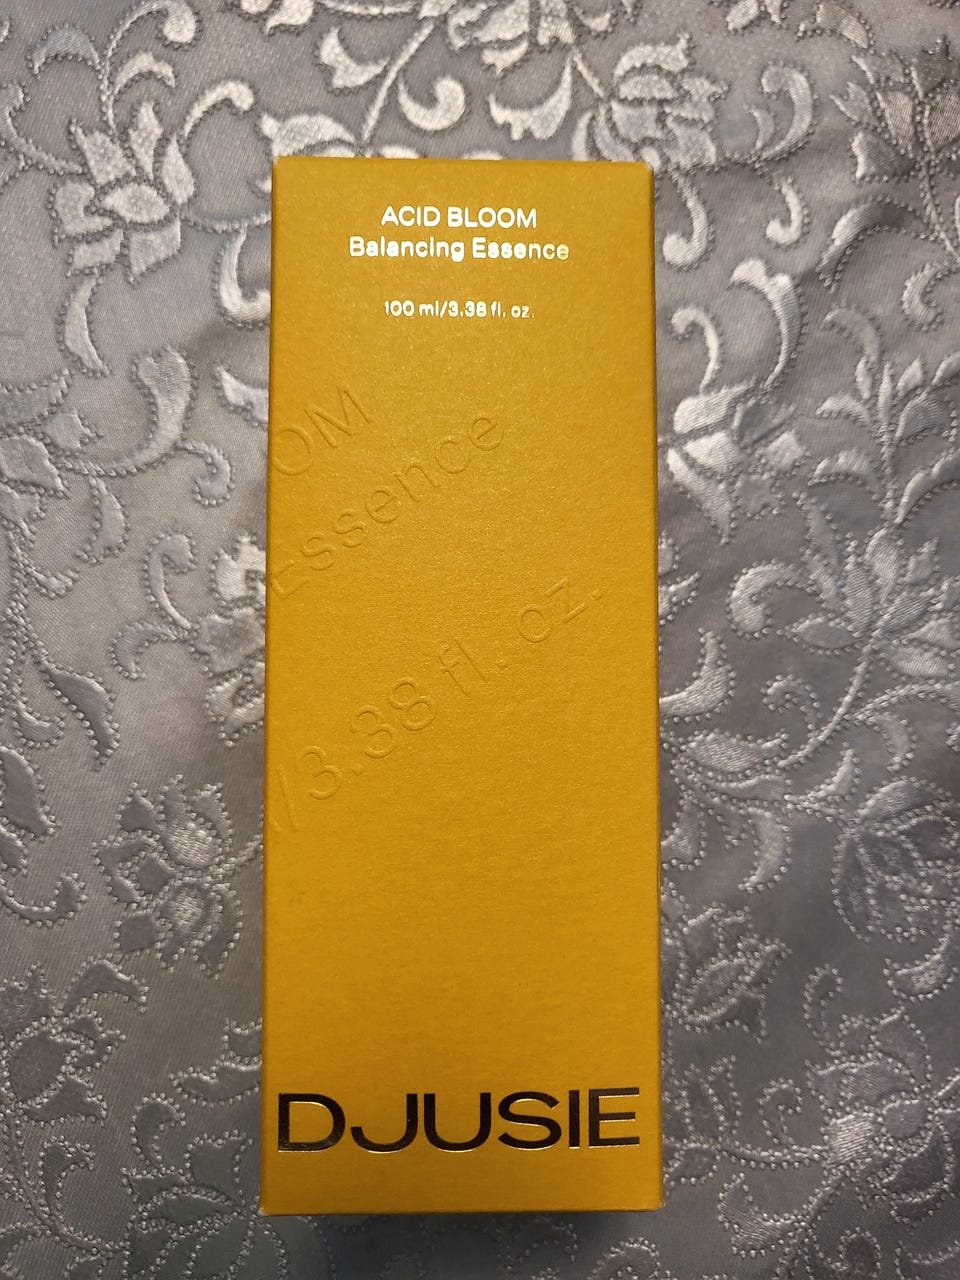 ACID BLOOM
Balancing Essence
100 ml/3.38 fl. oz.
OM
Essence
/3.38 fl. oz.
DJUSIE